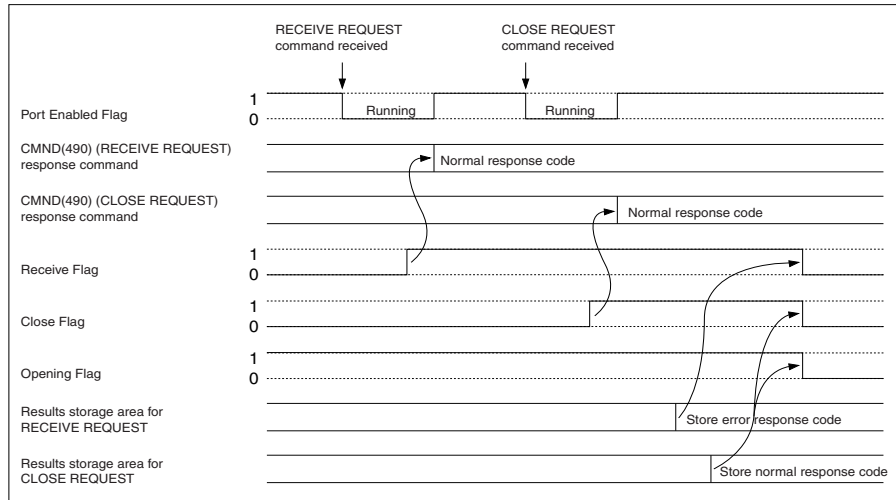 RECEIVE REQUEST
command received
CLOSE REQUEST
command received
Port Enabled Flag
1
0
Running
Running
CMND(490) (RECEIVE REQUEST)
response command
Normal response code
CMND(490) (CLOSE REQUEST)
response command
Normal response code
Receive Flag
1
0
Close Flag
1
0
Opening Flag
1
0
Results storage area for
RECEIVE REQUEST
Store error response code
Results storage area for
CLOSE REQUEST
Store normal response code